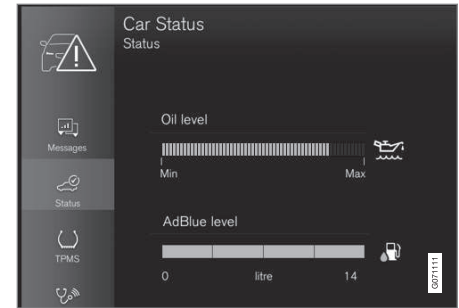 Car Status
Status
Messages
Status
TPMS
Oil level
Min Max
AdBlue level
0 litre 14
G071111